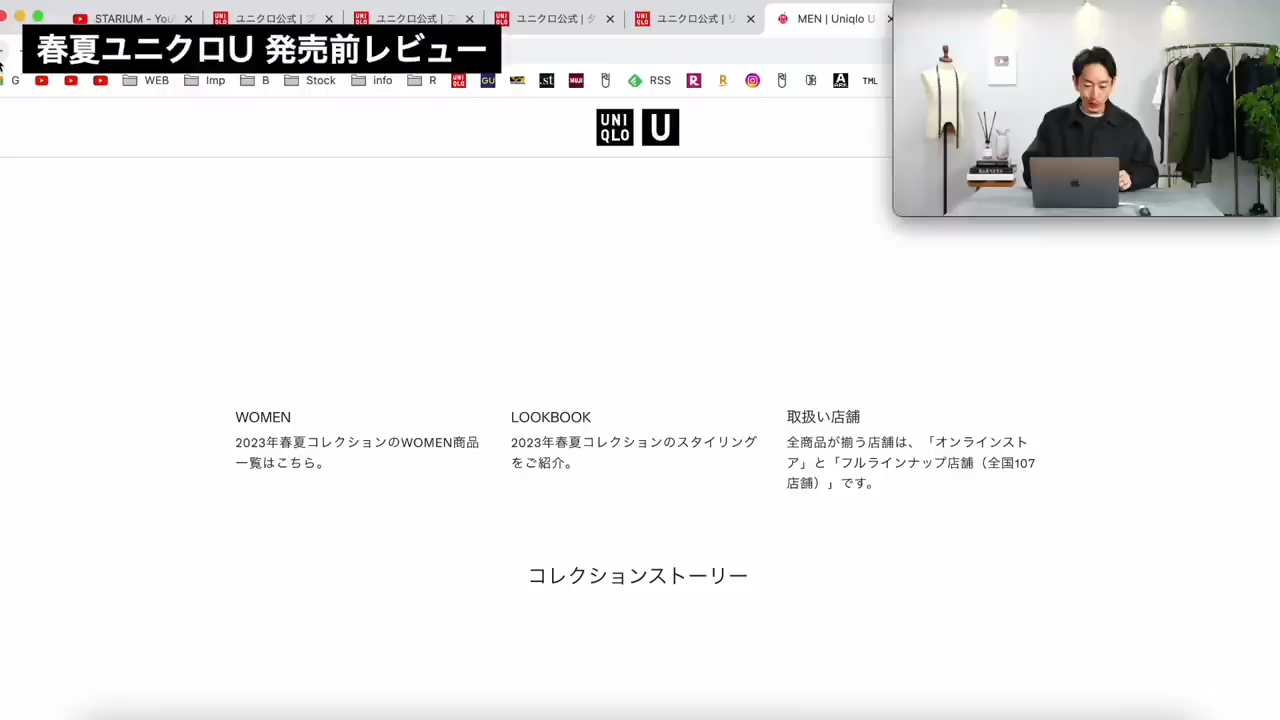 STARIUM - You
ユニクロ公式 | ブ
ユニクロ公式 | フ
ユニクロ公式 | タ
ユニクロ公式 | リ
MEN | Uniqlo U
春夏ユニクロU 発売前レビュー
G
WEB
Imp
B
Stock
info
R
GU
.st
MUJI
RSS
R
R
A
TML
UNI
QLO
U
WOMEN
2023年春夏コレクションのWOMEN商品
一覧はこちら。
LOOKBOOK
2023年春夏コレクションのスタイリング
をご紹介。
取扱い店舗
全商品が揃う店舗は、「オンラインスト
ア」と「フルラインナップ店舗（全国107
店舗）」です。
コレクションストーリー